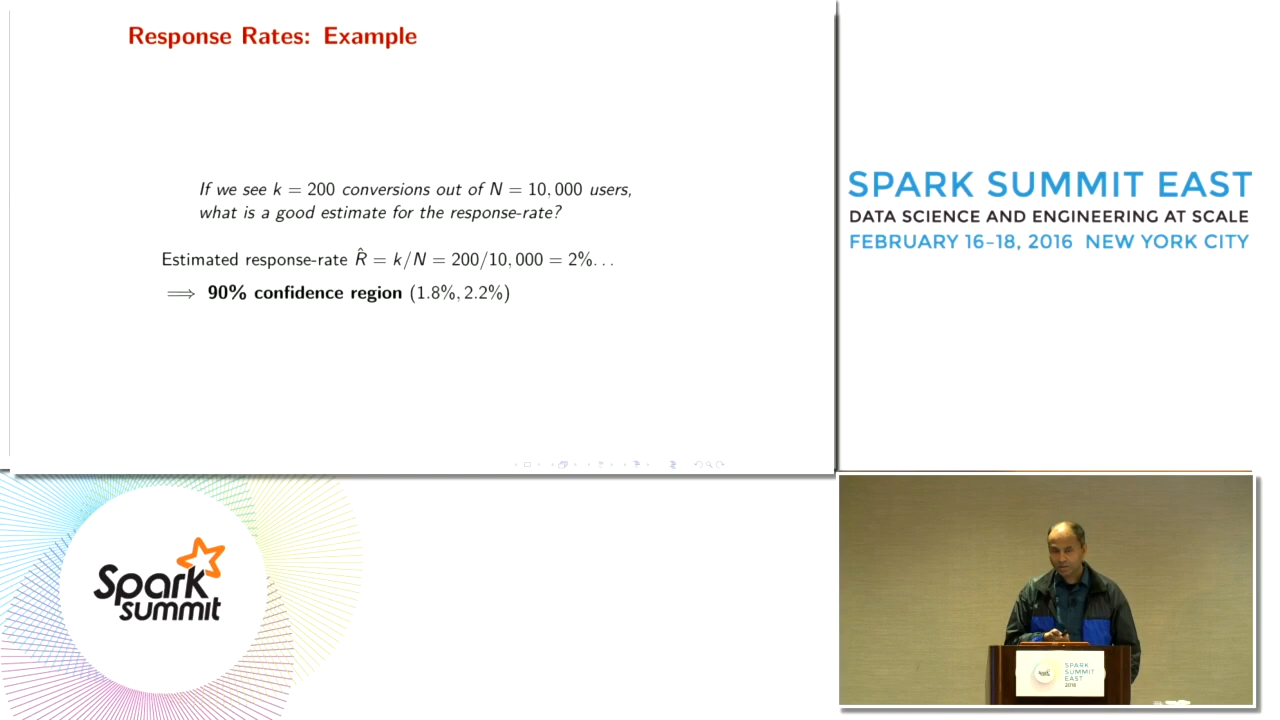 Response Rates: Example
If we see k = 200 conversions out of N = 10,000 users,
what is a good estimate for the response-rate?
Estimated response-rate R̂ = k/N = 200/10,000 = 2%...
⟹ 90% confidence region (1.8%, 2.2%)
SPARK SUMMIT EAST
DATA SCIENCE AND ENGINEERING AT SCALE
FEBRUARY 16–18, 2016 NEW YORK CITY
Spark
summit
SPARK
SUMMIT
EAST
2016